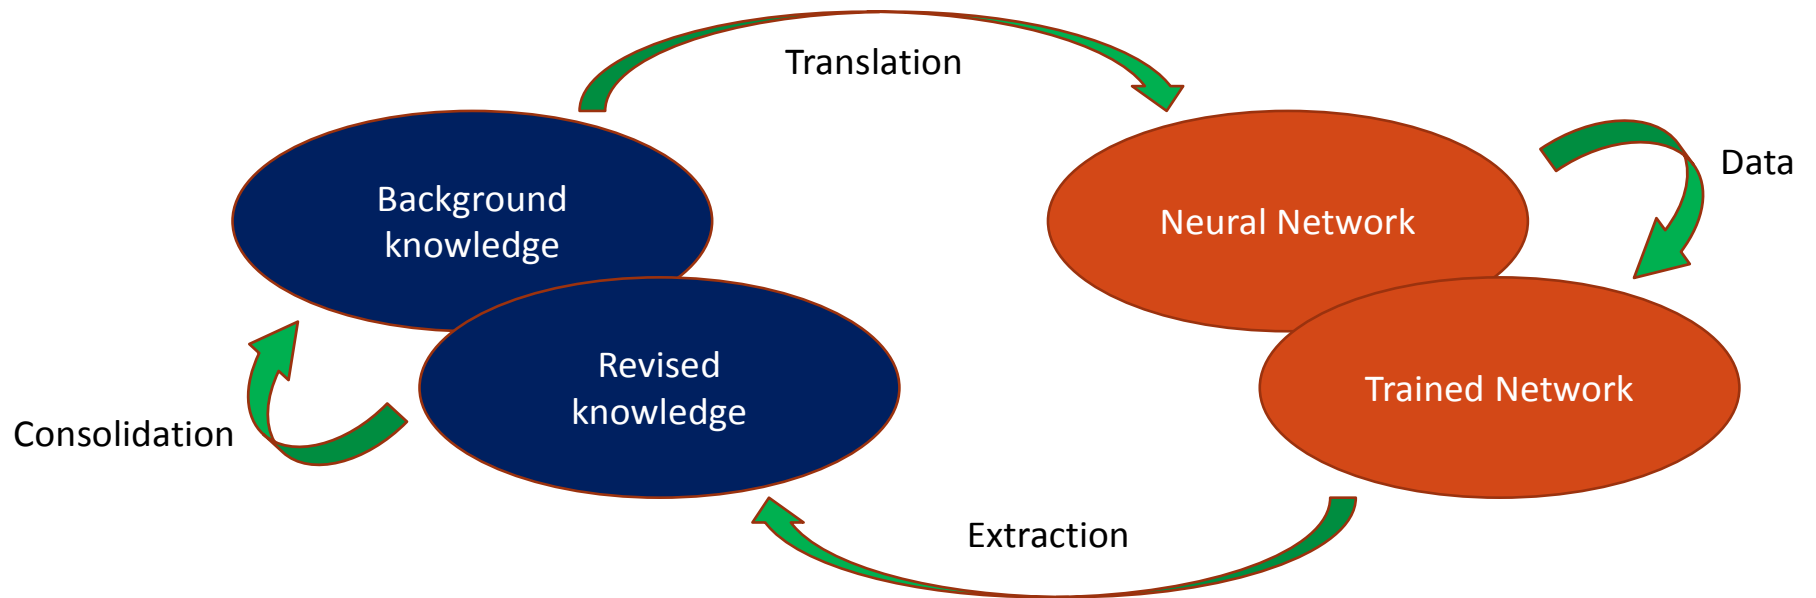 Translation
Data
Background
knowledge
Neural Network
Revised
knowledge
Trained Network
Consolidation
Extraction